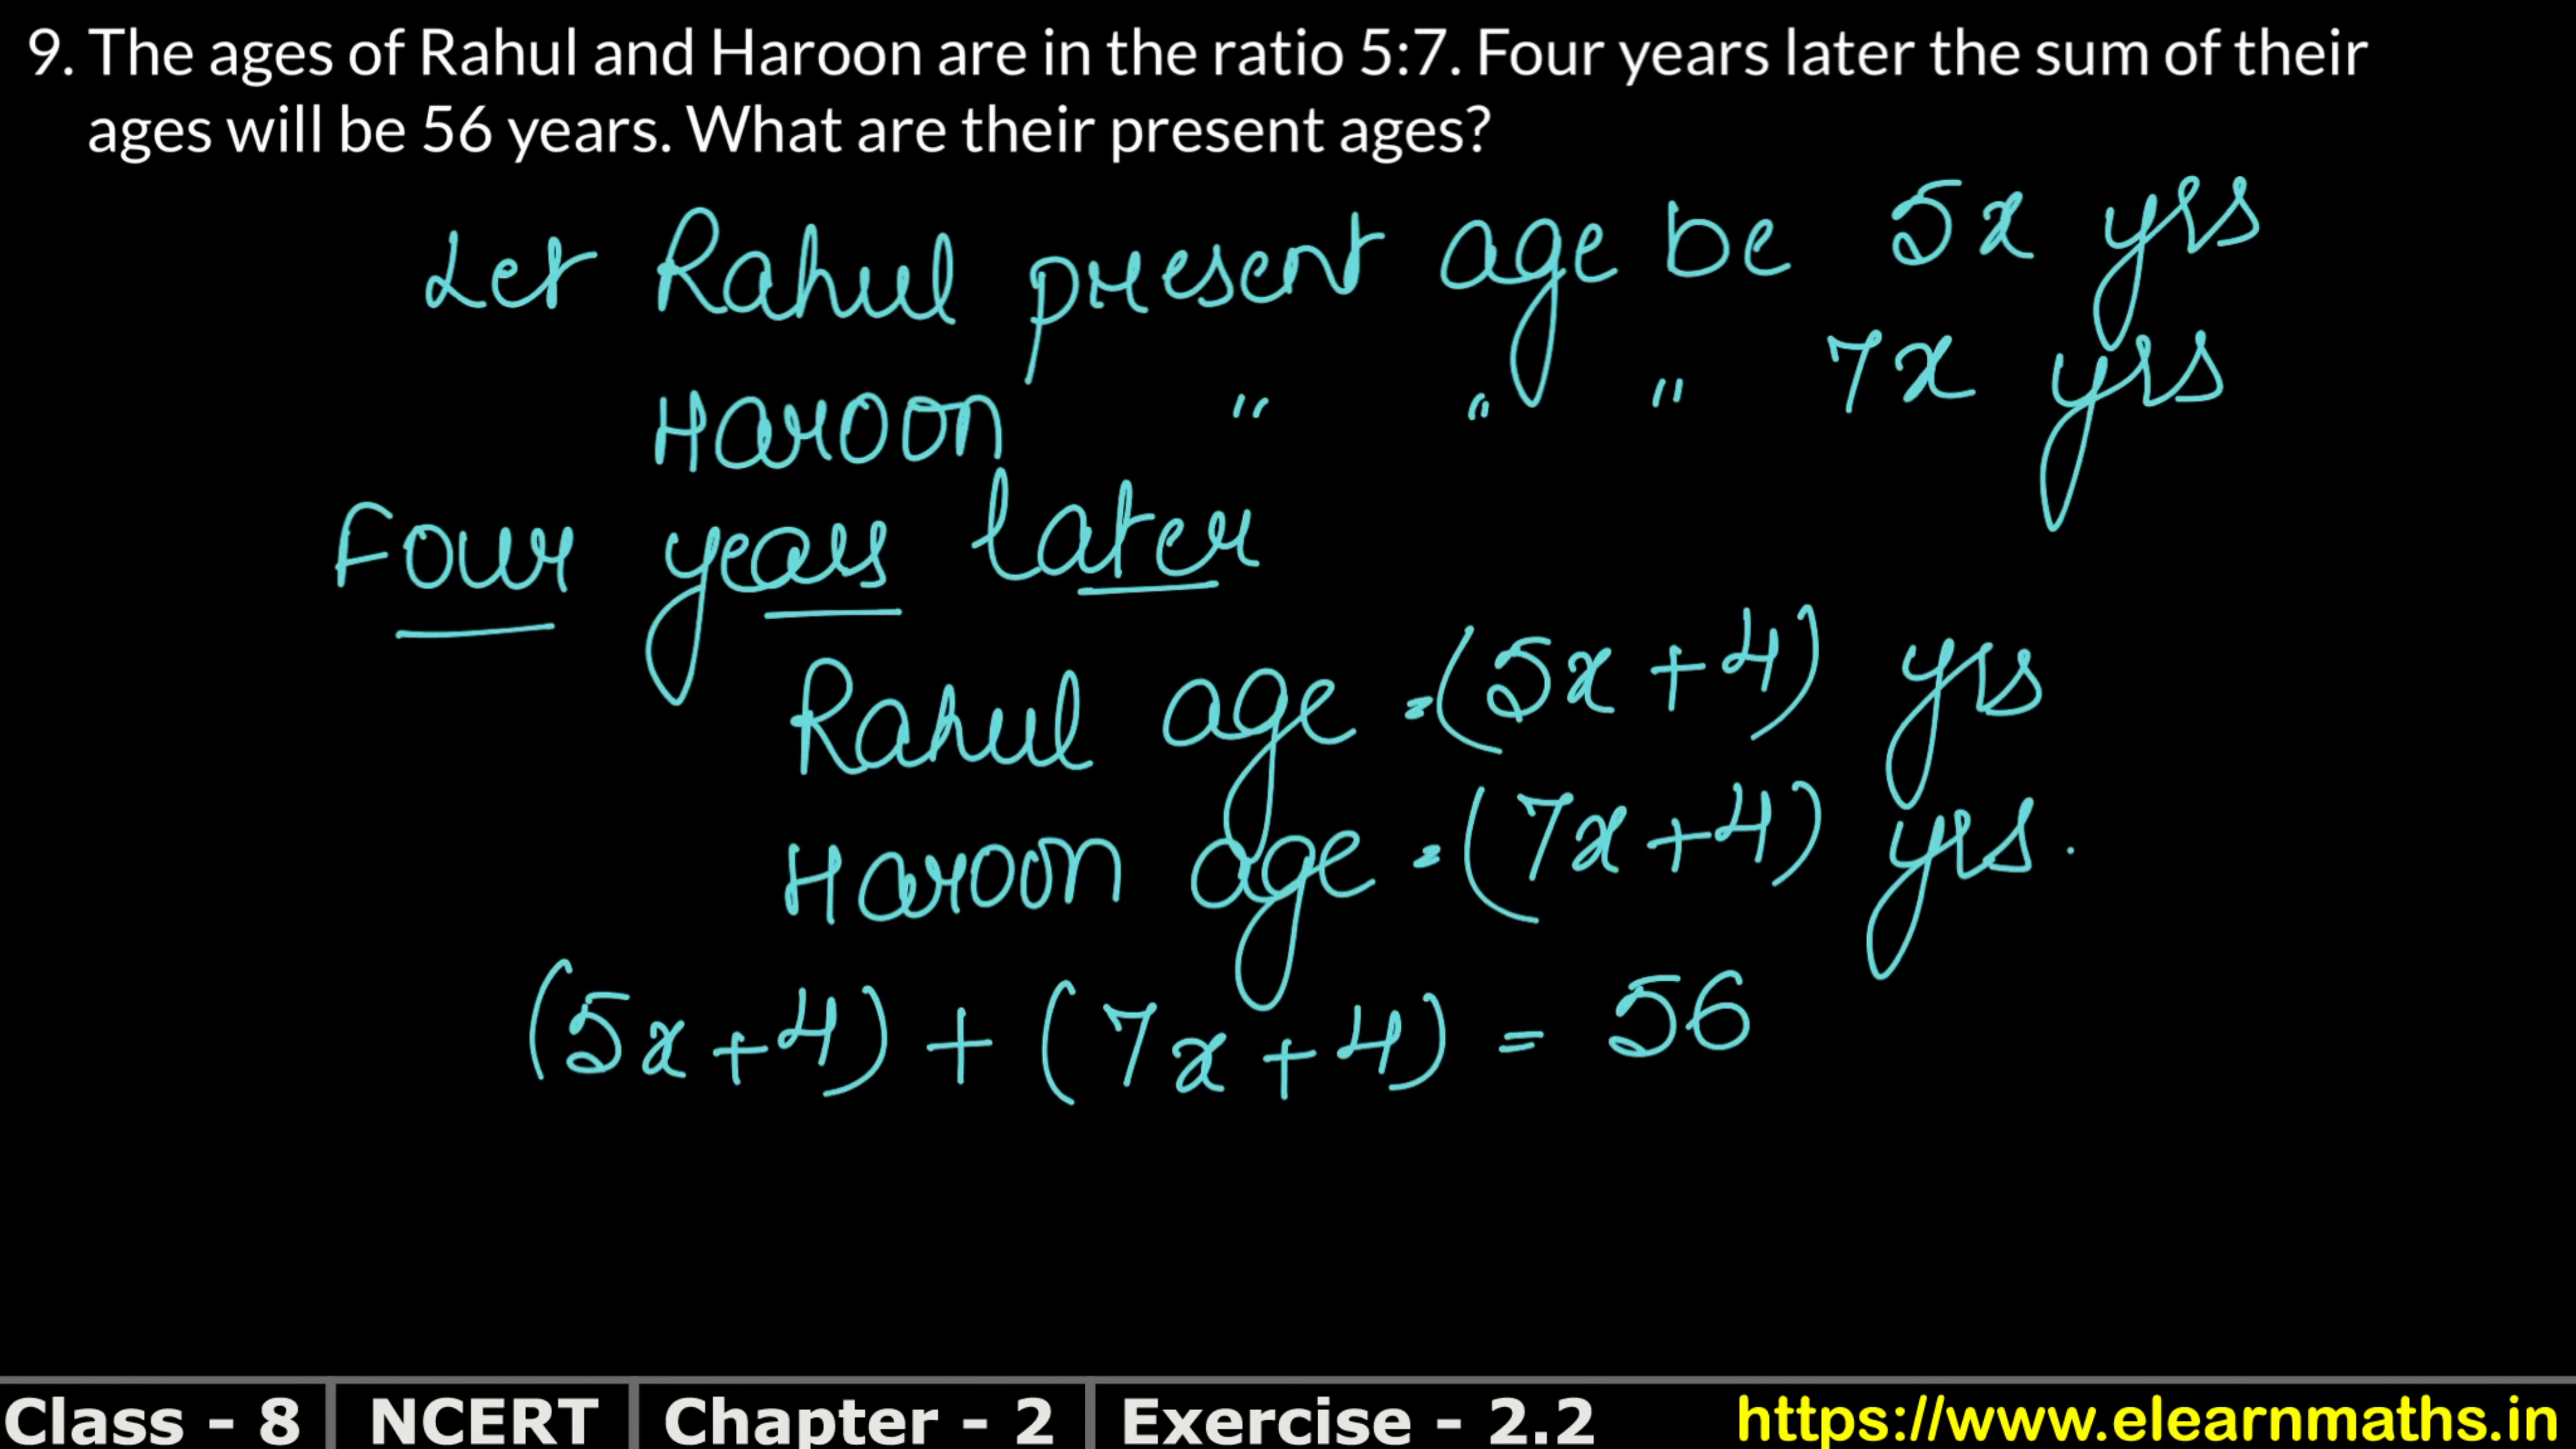 9. The ages of Rahul and Haroon are in the ratio 5:7. Four years later the sum of their
ages will be 56 years. What are their present ages?
Let Rahul present age be 5x yrs
Haroon " " " 7x yrs
Four years later
Rahul age = (5x+4) yrs
Haroon age = (7x+4) yrs.
(5x+4) + (7x+4) = 56
Class - 8 NCERT Chapter - 2 Exercise - 2.2 https://www.elearnmaths.in